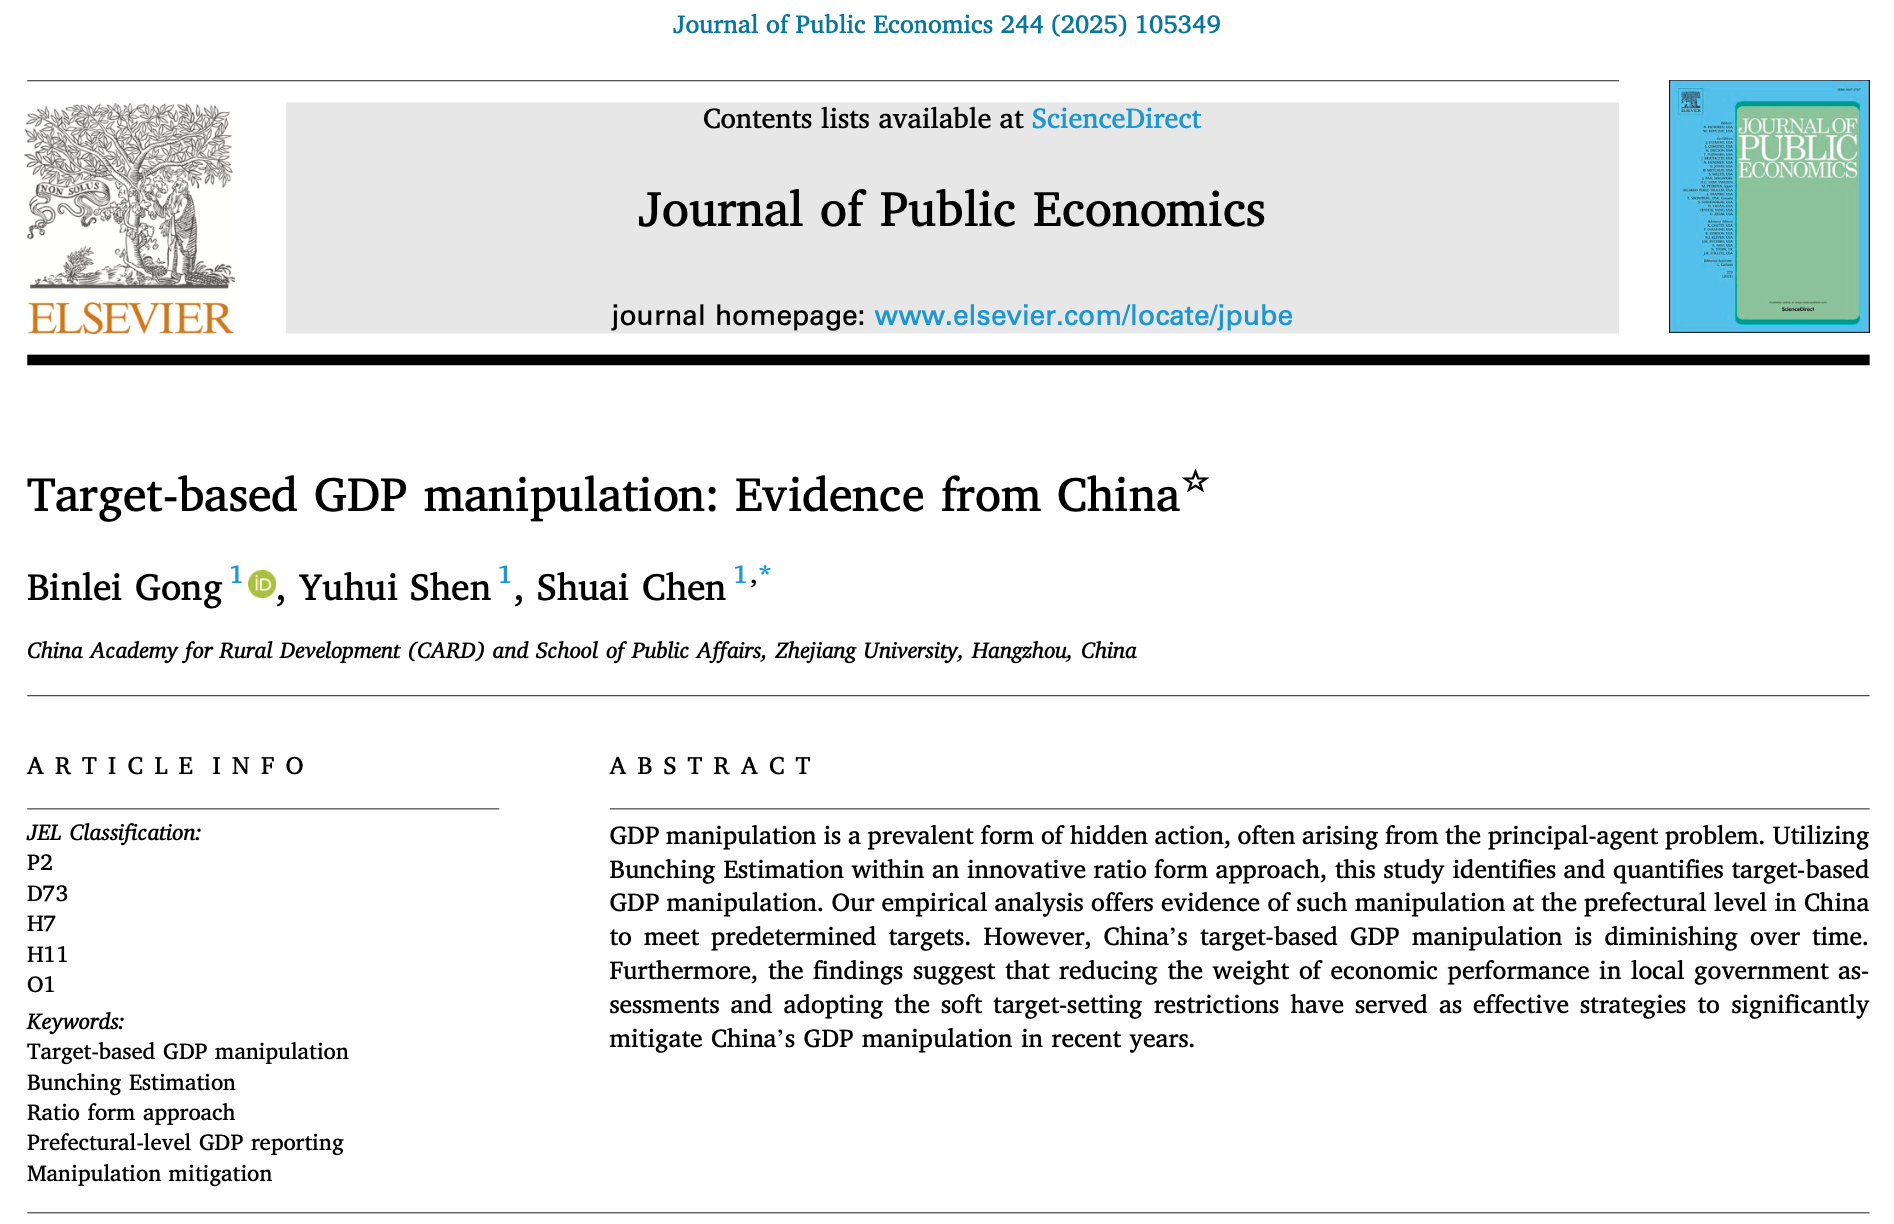 Journal of Public Economics 244 (2025) 105349
NON SOLUS
ELSEVIER
Contents lists available at ScienceDirect
Journal of Public Economics
journal homepage: www.elsevier.com/locate/jpube
JOURNAL OF
PUBLIC
ECONOMICS
ScienceDirect
Target-based GDP manipulation: Evidence from China☆
Binlei Gong 1 iD, Yuhui Shen 1, Shuai Chen 1,*
China Academy for Rural Development (CARD) and School of Public Affairs, Zhejiang University, Hangzhou, China
ARTICLE INFO
JEL Classification:
P2
D73
H7
H11
O1
Keywords:
Target-based GDP manipulation
Bunching Estimation
Ratio form approach
Prefectural-level GDP reporting
Manipulation mitigation
ABSTRACT
GDP manipulation is a prevalent form of hidden action, often arising from the principal-agent problem. Utilizing
Bunching Estimation within an innovative ratio form approach, this study identifies and quantifies target-based
GDP manipulation. Our empirical analysis offers evidence of such manipulation at the prefectural level in China
to meet predetermined targets. However, China's target-based GDP manipulation is diminishing over time.
Furthermore, the findings suggest that reducing the weight of economic performance in local government as-
sessments and adopting the soft target-setting restrictions have served as effective strategies to significantly
mitigate China's GDP manipulation in recent years.